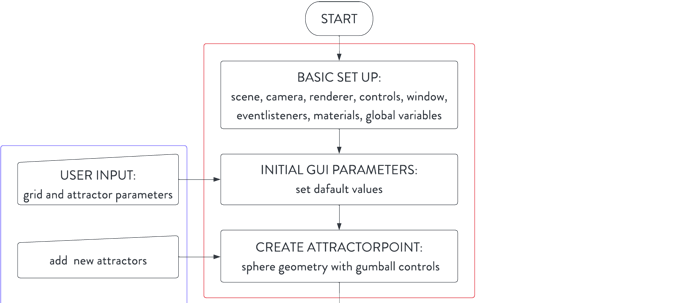 START
BASIC SET UP:
scene, camera, renderer, controls, window,
eventlisteners, materials, global variables
USER INPUT:
grid and attractor parameters
INITIAL GUI PARAMETERS:
set dafault values
add new attractors
CREATE ATTRACTORPOINT:
sphere geometry with gumball controls